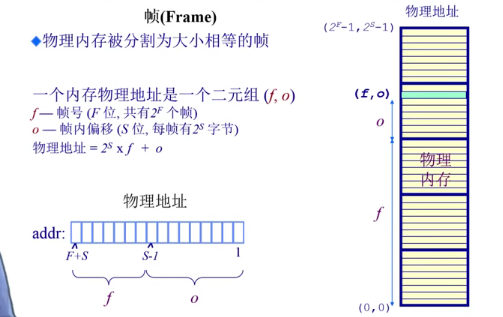 帧(Frame)
◆物理内存被分割为大小相等的帧
一个内存物理地址是一个二元组 (f, o)
f — 帧号 (F 位, 共有2^F 个帧)
o — 帧内偏移 (S 位, 每帧有2^S 字节)
物理地址 = 2^S x f + o
物理地址
addr:
F+S S-1 1
f o
物理地址
(2^F-1, 2^S-1)
(f,o)
o
物理
内存
f
(0,0)